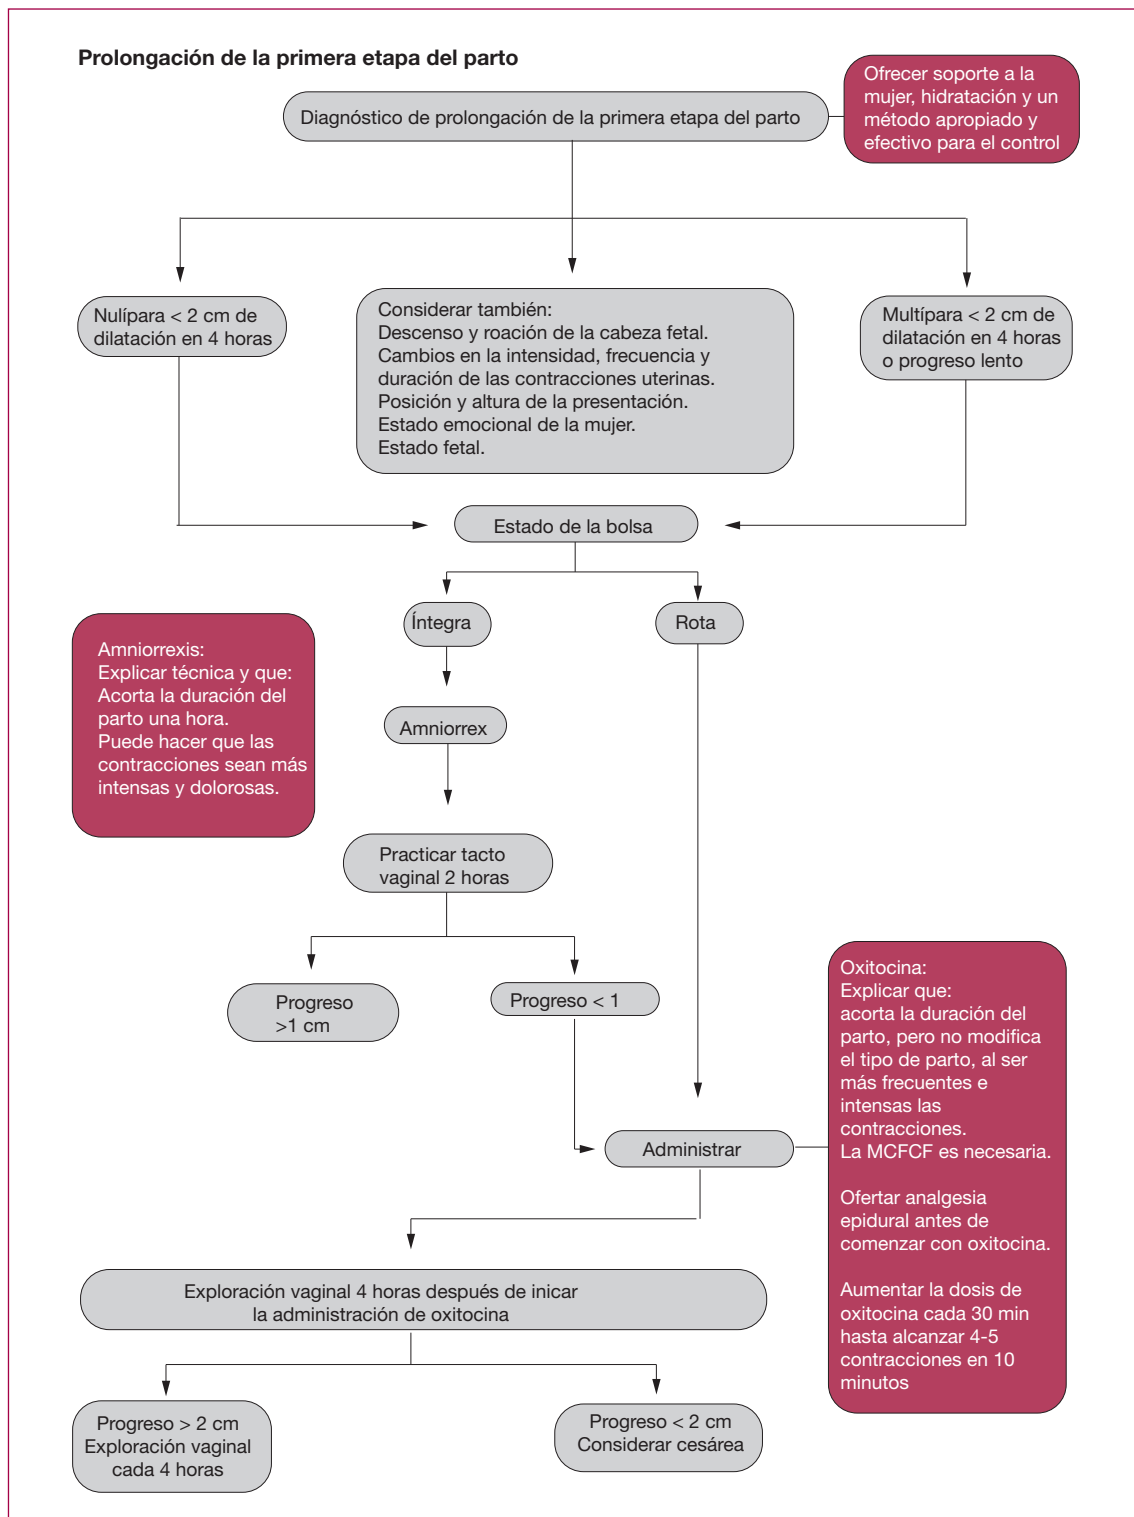 Prolongación de la primera etapa del parto
Ofrecer soporte a la
mujer, hidratación y un
método apropiado y
efectivo para el control
Diagnóstico de prolongación de la primera etapa del parto
Nulípara < 2 cm de
dilatación en 4 horas
Considerar también:
Descenso y roación de la cabeza fetal.
Cambios en la intensidad, frecuencia y
duración de las contracciones uterinas.
Posición y altura de la presentación.
Estado emocional de la mujer.
Estado fetal.
Multípara < 2 cm de
dilatación en 4 horas
o progreso lento
Estado de la bolsa
Íntegra
Rota
Amniorrexis:
Explicar técnica y que:
Acorta la duración del
parto una hora.
Puede hacer que las
contracciones sean más
intensas y dolorosas.
Amniorrex
Practicar tacto
vaginal 2 horas
Progreso
>1 cm
Progreso < 1
Oxitocina:
Explicar que:
acorta la duración del
parto, pero no modifica
el tipo de parto, al ser
más frecuentes e
intensas las
contracciones.
La MCFCF es necesaria.
Ofertar analgesia
epidural antes de
comenzar con oxitocina.
Aumentar la dosis de
oxitocina cada 30 min
hasta alcanzar 4-5
contracciones en 10
minutos
Administrar
Exploración vaginal 4 horas después de inicar
la administración de oxitocina
Progreso > 2 cm
Exploración vaginal
cada 4 horas
Progreso < 2 cm
Considerar cesárea